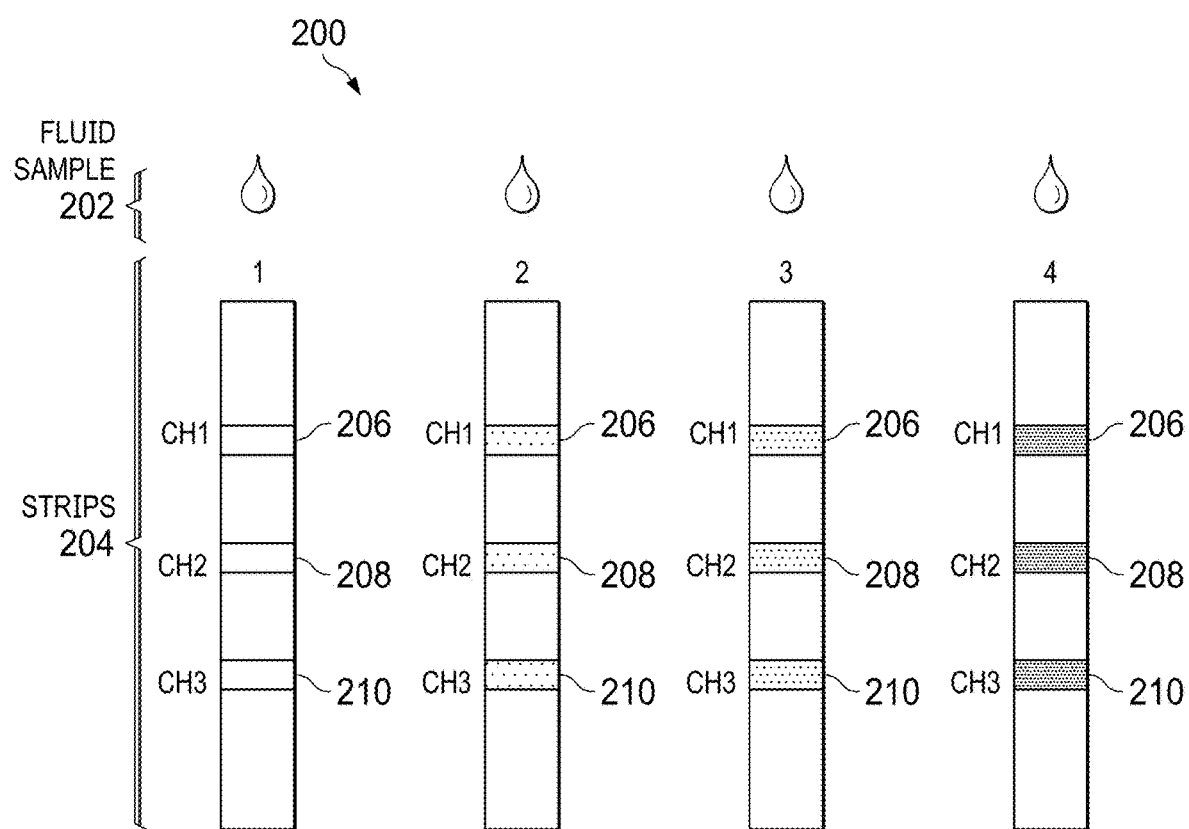 200
FLUID
SAMPLE
202
1 2 3 4
CH1 206 CH1 206 CH1 206 CH1 206
STRIPS
204
CH2 208 CH2 208 CH2 208 CH2 208
CH3 210 CH3 210 CH3 210 CH3 210